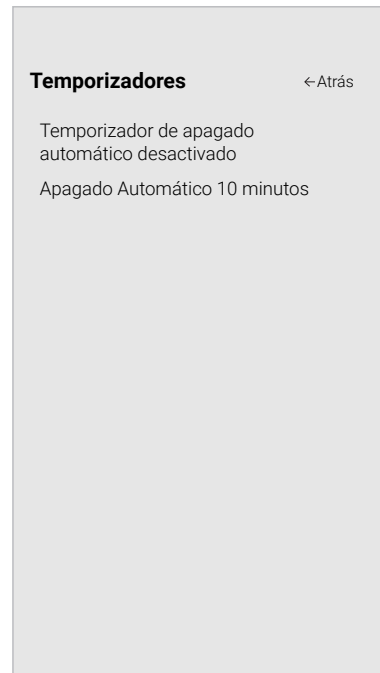 Temporizadores ←Atrás
Temporizador de apagado
automático desactivado
Apagado Automático 10 minutos